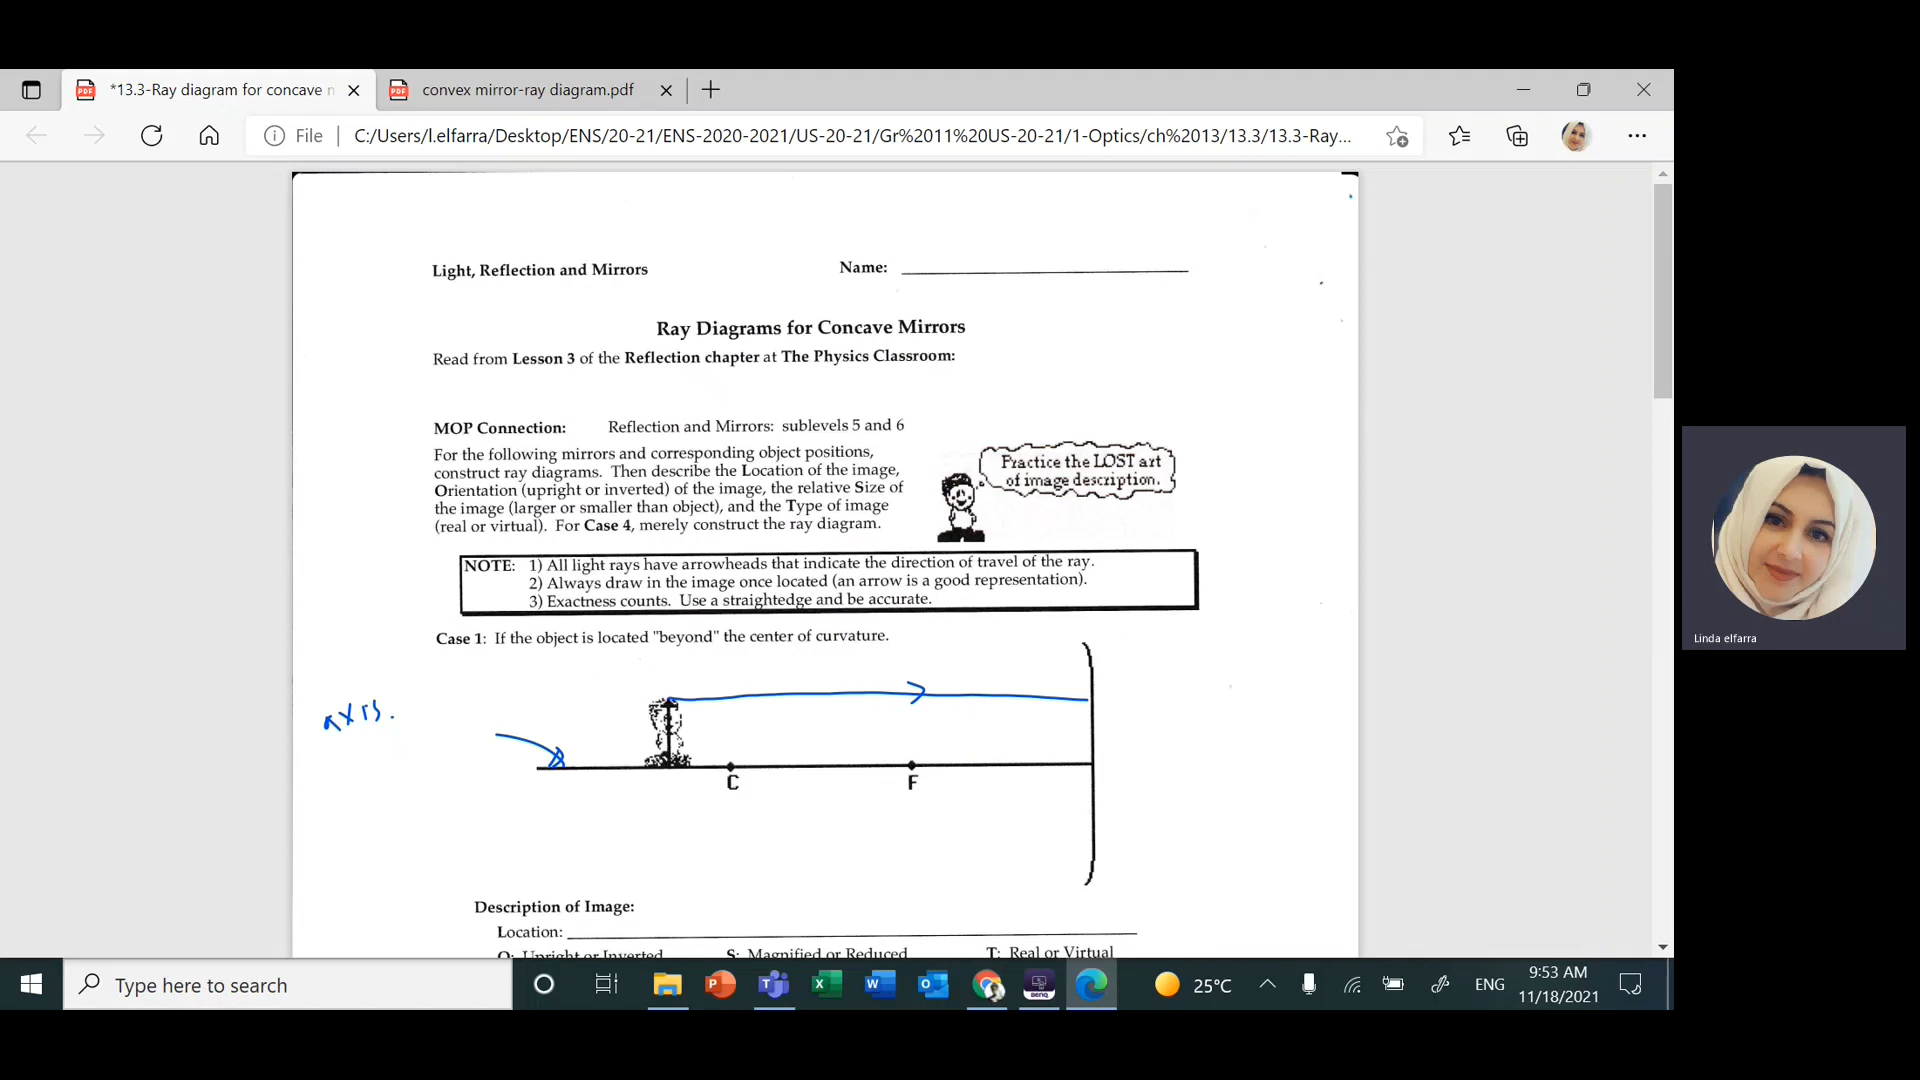 *13.3-Ray diagram for concave n
convex mirror-ray diagram.pdf
File
C:/Users/l.elfarra/Desktop/ENS/20-21/ENS-2020-2021/US-20-21/Gr%2011%20US-20-21/1-Optics/ch%2013/13.3/13.3-Ray...
Light, Reflection and Mirrors
Name:
Ray Diagrams for Concave Mirrors
Read from Lesson 3 of the Reflection chapter at The Physics Classroom:
MOP Connection: Reflection and Mirrors: sublevels 5 and 6
For the following mirrors and corresponding object positions,
construct ray diagrams. Then describe the Location of the image,
Orientation (upright or inverted) of the image, the relative Size of
the image (larger or smaller than object), and the Type of image
(real or virtual). For Case 4, merely construct the ray diagram.
Practice the LOST art
of image description.
NOTE: 1) All light rays have arrowheads that indicate the direction of travel of the ray.
2) Always draw in the image once located (an arrow is a good representation).
3) Exactness counts. Use a straightedge and be accurate.
Case 1: If the object is located "beyond" the center of curvature.
axis.
C
F
Description of Image:
Location:
O: Upright or Inverted S: Magnified or Reduced T: Real or Virtual
Linda elfarra
Type here to search
25°C
ENG
9:53 AM
11/18/2021